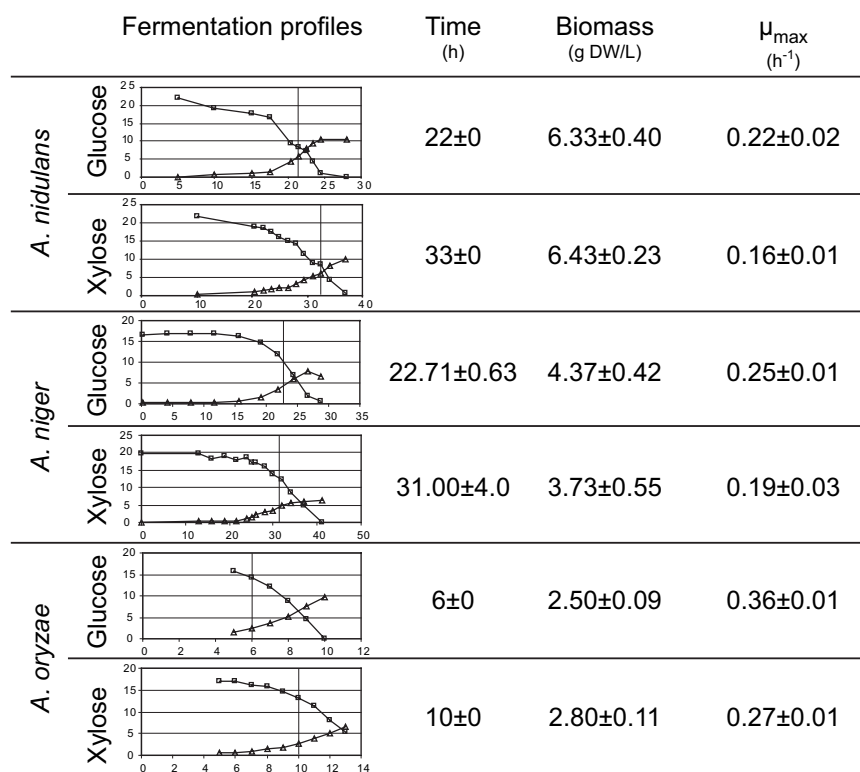 Fermentation profiles Time Biomass μmax
(h) (g DW/L) (h-1)
A. nidulans
Glucose
25
20
15
10
5
0
0 5 10 15 20 25 30
22±0 6.33±0.40 0.22±0.02
Xylose
25
20
15
10
5
0
0 10 20 30 40
33±0 6.43±0.23 0.16±0.01
A. niger
Glucose
20
15
10
5
0
0 5 10 15 20 25 30 35
22.71±0.63 4.37±0.42 0.25±0.01
Xylose
25
20
15
10
5
0
0 10 20 30 40 50
31.00±4.0 3.73±0.55 0.19±0.03
A. oryzae
Glucose
20
15
10
5
0
0 2 4 6 8 10 12
6±0 2.50±0.09 0.36±0.01
Xylose
20
15
10
5
0
0 2 4 6 8 10 12 14
10±0 2.80±0.11 0.27±0.01